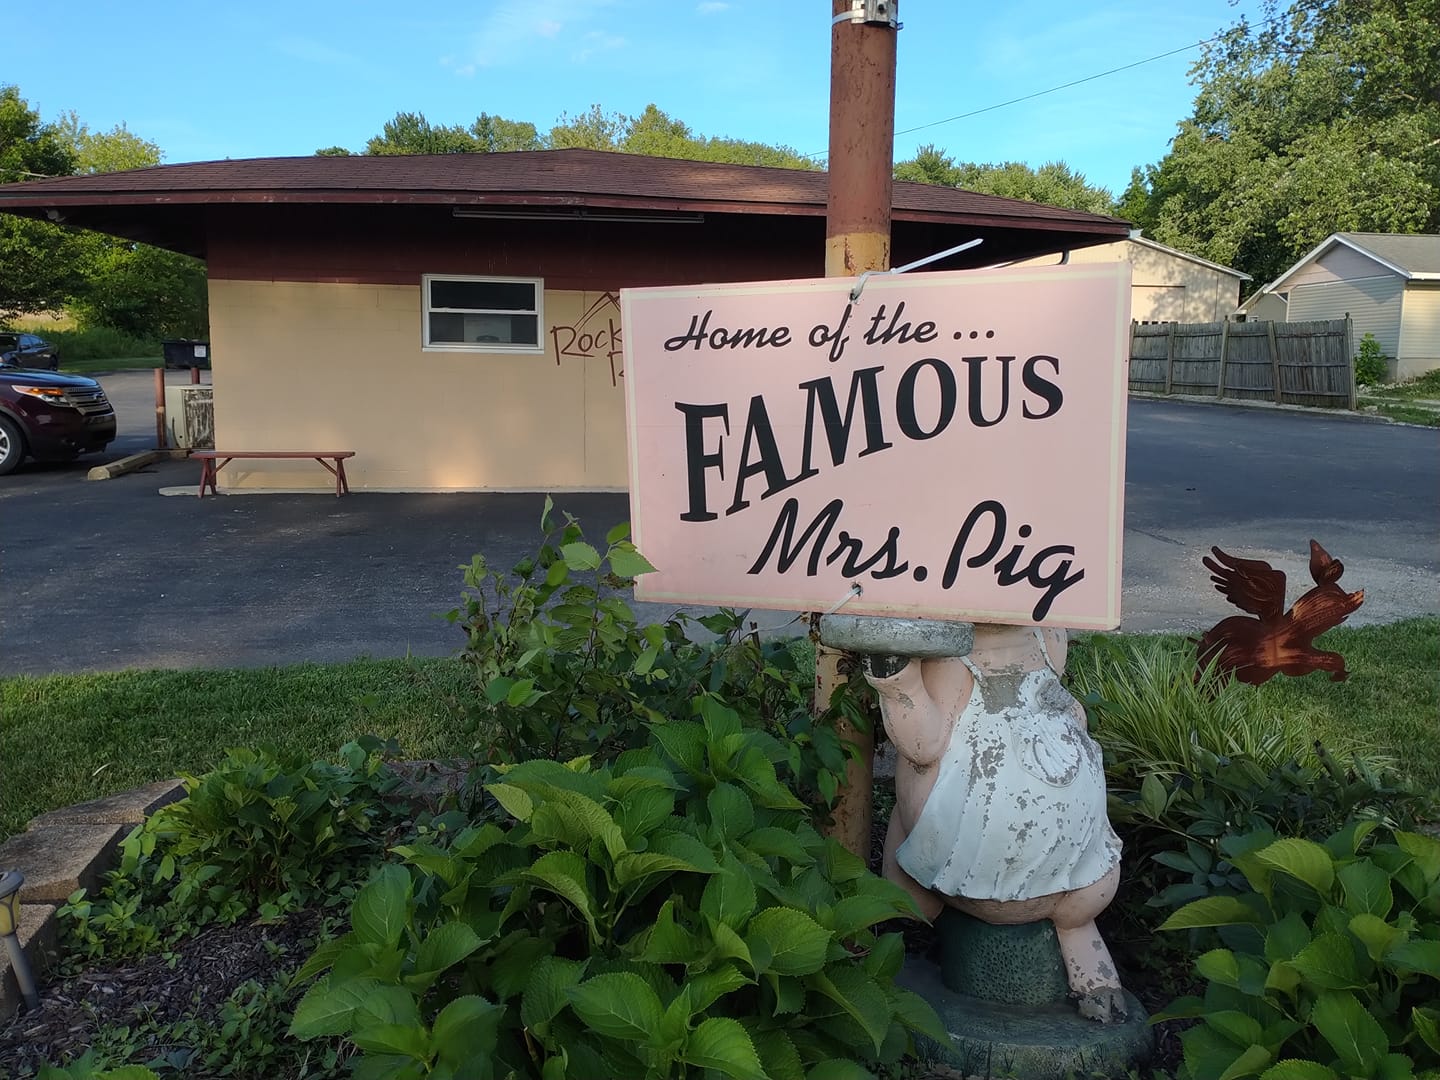 Home of the ...
FAMOUS
Mrs. Pig